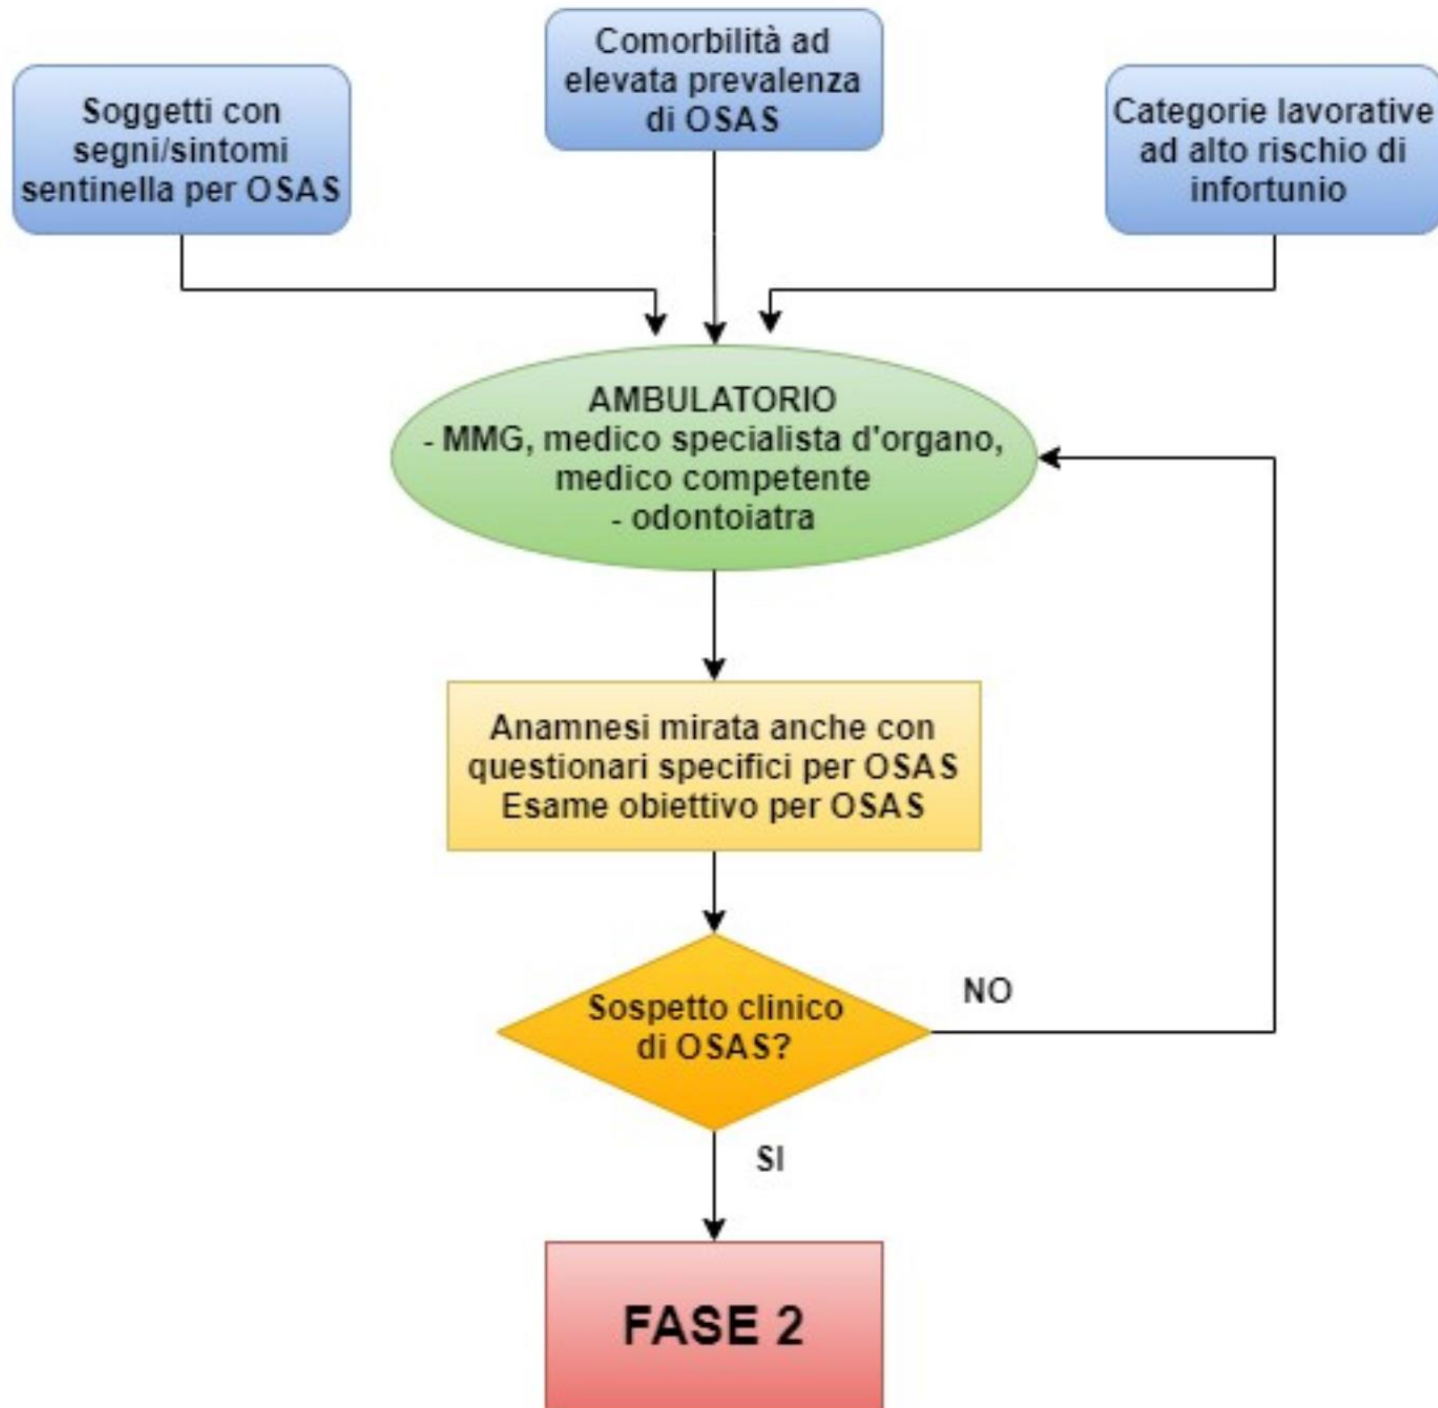 Comorbilità ad
elevata prevalenza
di OSAS
Soggetti con
segni/sintomi
sentinella per OSAS
Categorie lavorative
ad alto rischio di
infortunio
AMBULATORIO
- MMG, medico specialista d'organo,
medico competente
- odontoiatra
Anamnesi mirata anche con
questionari specifici per OSAS
Esame obiettivo per OSAS
Sospetto clinico
di OSAS?
NO
SI
FASE 2